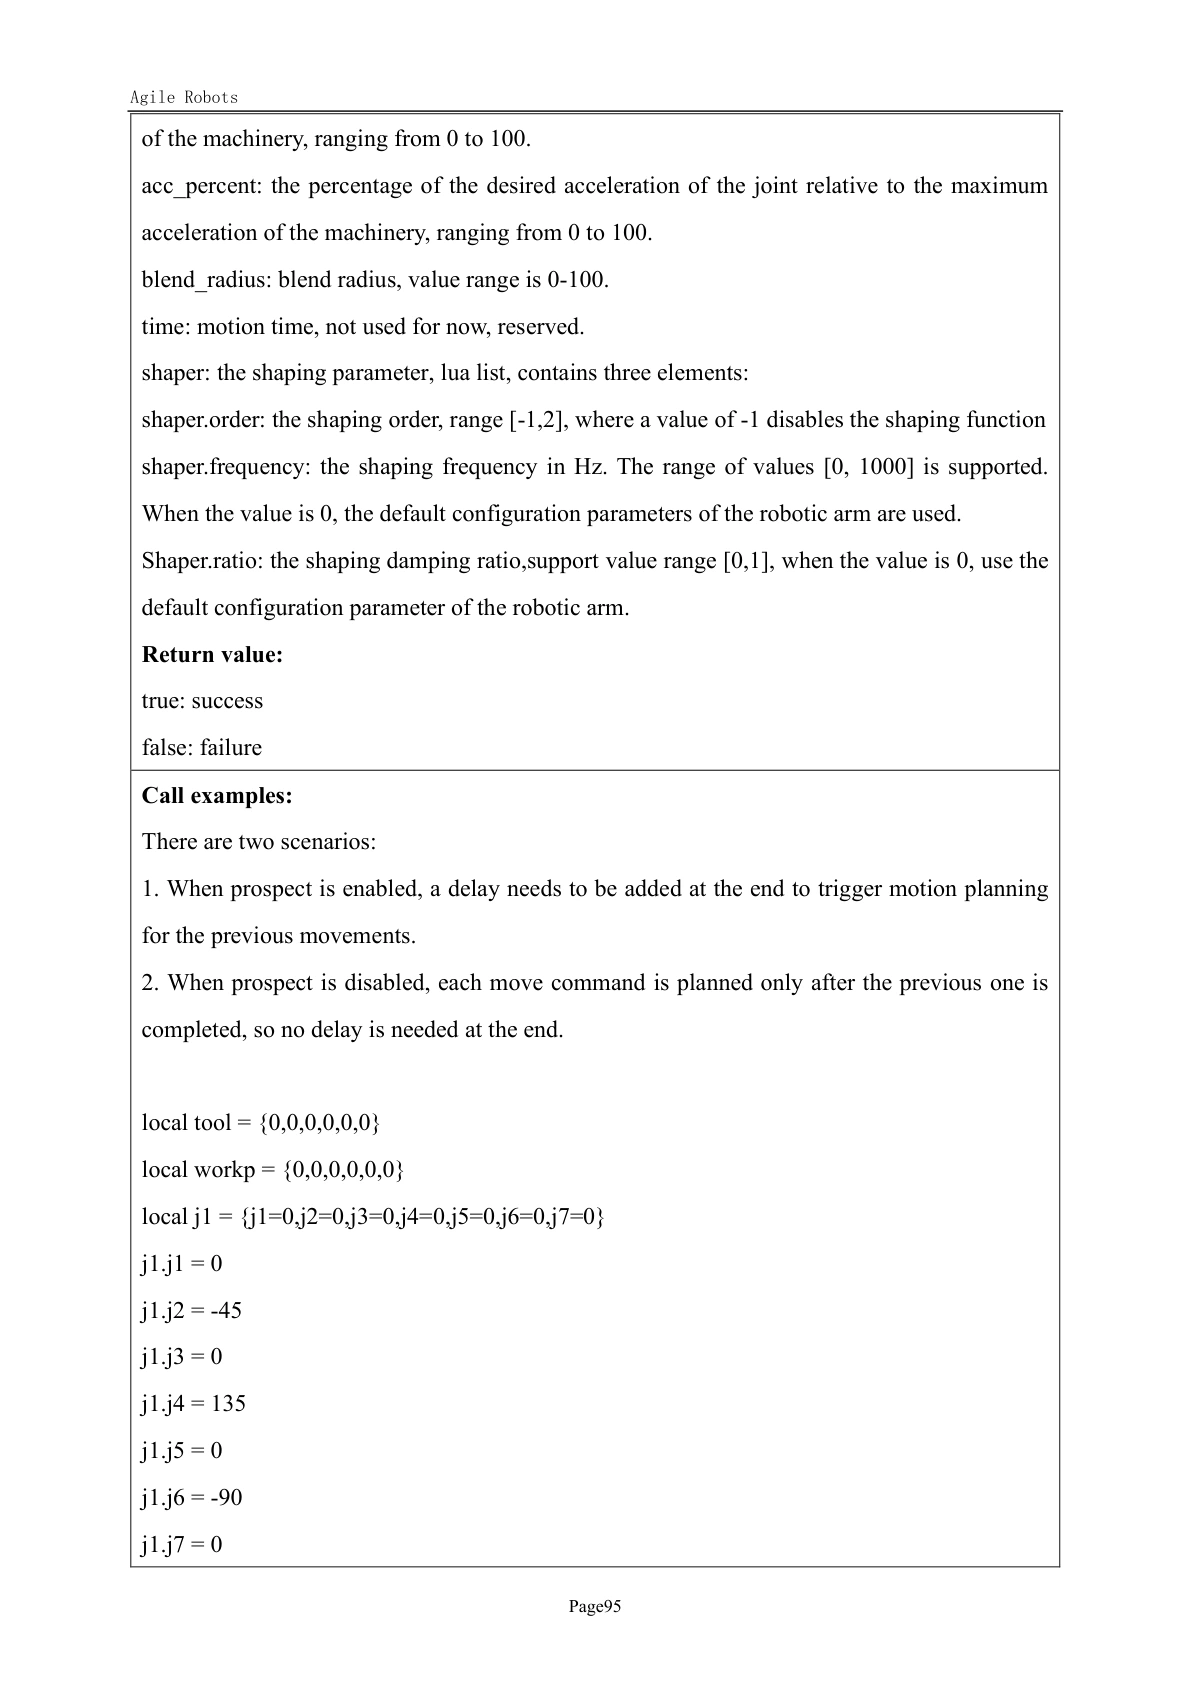 Agile Robots
of the machinery, ranging from 0 to 100.
acc_percent: the percentage of the desired acceleration of the joint relative to the maximum
acceleration of the machinery, ranging from 0 to 100.
blend_radius: blend radius, value range is 0-100.
time: motion time, not used for now, reserved.
shaper: the shaping parameter, lua list, contains three elements:
shaper.order: the shaping order, range [-1,2], where a value of -1 disables the shaping function
shaper.frequency: the shaping frequency in Hz. The range of values [0, 1000] is supported.
When the value is 0, the default configuration parameters of the robotic arm are used.
Shaper.ratio: the shaping damping ratio,support value range [0,1], when the value is 0, use the
default configuration parameter of the robotic arm.
Return value:
true: success
false: failure
Call examples:
There are two scenarios:
1. When prospect is enabled, a delay needs to be added at the end to trigger motion planning
for the previous movements.
2. When prospect is disabled, each move command is planned only after the previous one is
completed, so no delay is needed at the end.
local tool = {0,0,0,0,0,0}
local workp = {0,0,0,0,0,0}
local j1 = {j1=0,j2=0,j3=0,j4=0,j5=0,j6=0,j7=0}
j1.j1 = 0
j1.j2 = -45
j1.j3 = 0
j1.j4 = 135
j1.j5 = 0
j1.j6 = -90
j1.j7 = 0
Page95